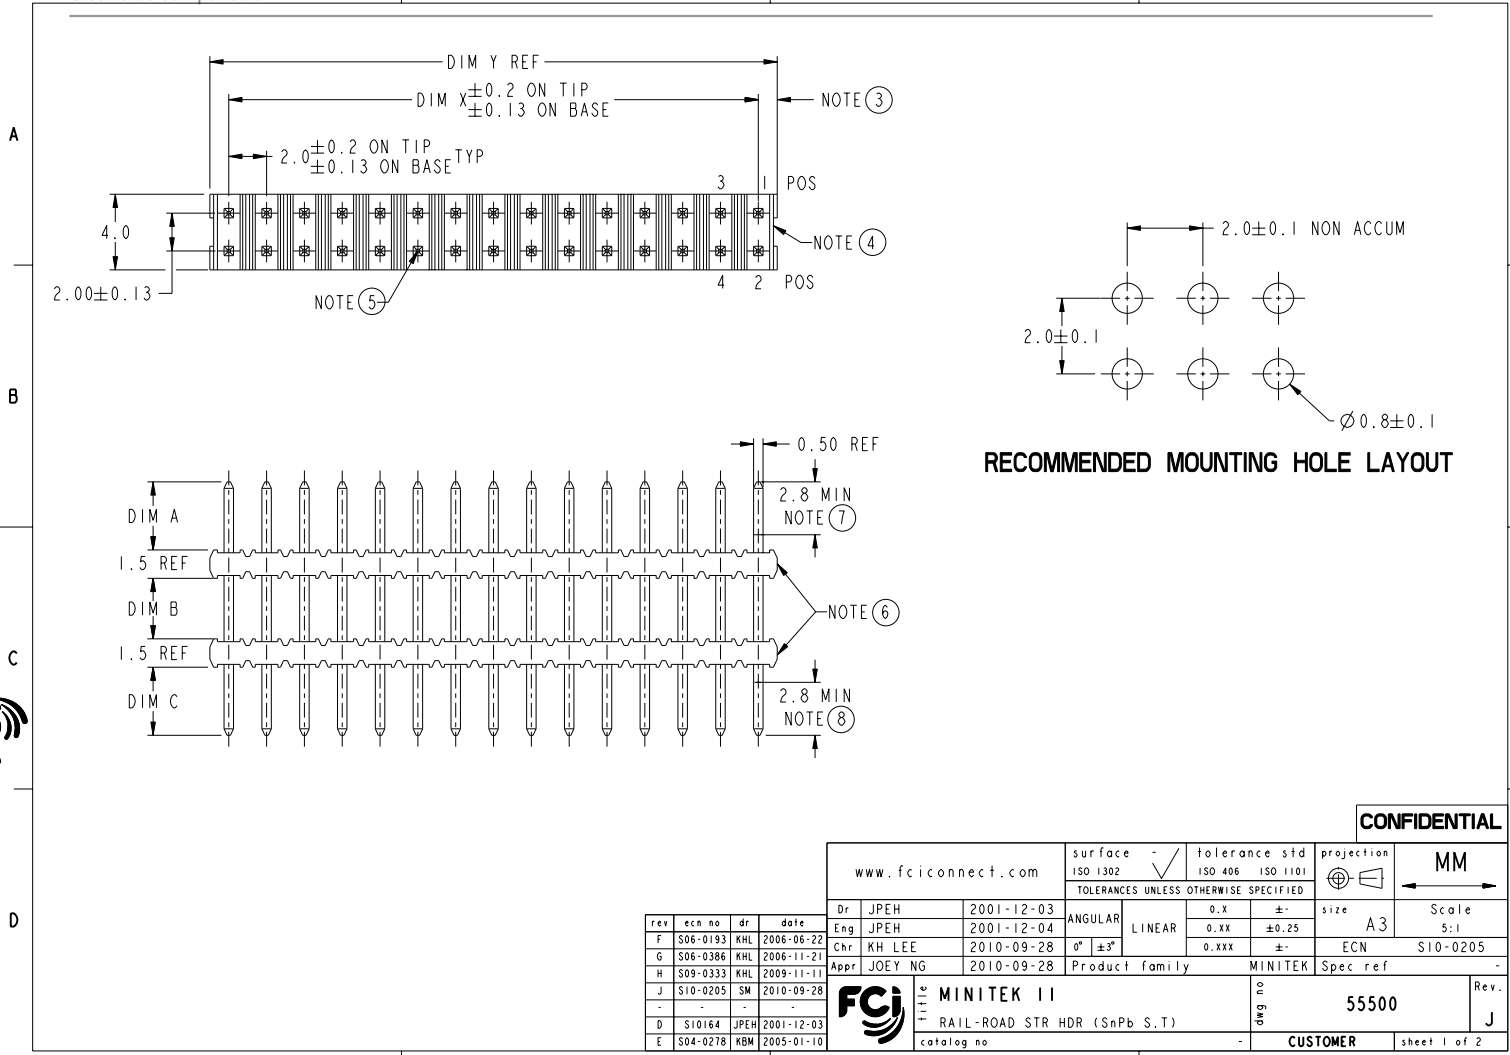 A
B
C
D
DIM Y REF
DIM X ±0.2 ON TIP
±0.13 ON BASE
NOTE 3
2.0 ±0.2 ON TIP
±0.13 ON BASE TYP
3 1 POS
4.0
NOTE 4
2.00±0.13
NOTE 5
4 2 POS
2.0±0.1 NON ACCUM
2.0±0.1
Ø0.8±0.1
RECOMMENDED MOUNTING HOLE LAYOUT
0.50 REF
DIM A
2.8 MIN
NOTE 7
1.5 REF
DIM B
NOTE 6
1.5 REF
DIM C
2.8 MIN
NOTE 8
CONFIDENTIAL
www.fciconnect.com
surface -
ISO 1302
tolerance std
ISO 406 ISO 1101
projection
MM
TOLERANCES UNLESS OTHERWISE SPECIFIED
Dr JPEH 2001-12-03
Eng JPEH 2001-12-04
Chr KH LEE 2010-09-28
Appr JOEY NG 2010-09-28
ANGULAR
0° ±3°
LINEAR
0.X ±-
0.XX ±0.25
0.XXX ±-
size A3
Scale 5:1
ECN S10-0205
Product family MINITEK
Spec ref -
rev ecn no dr date
F S06-0193 KHL 2006-06-22
G S06-0386 KHL 2006-11-21
H S09-0333 KHL 2009-11-11
J S10-0205 SM 2010-09-28
- - - -
D S10164 JPEH 2001-12-03
E S04-0278 KBM 2005-01-10
FCi
title
MINITEK II
RAIL-ROAD STR HDR (SnPb S.T)
dwg no
55500
Rev.
J
catalog no -
CUSTOMER
sheet 1 of 2